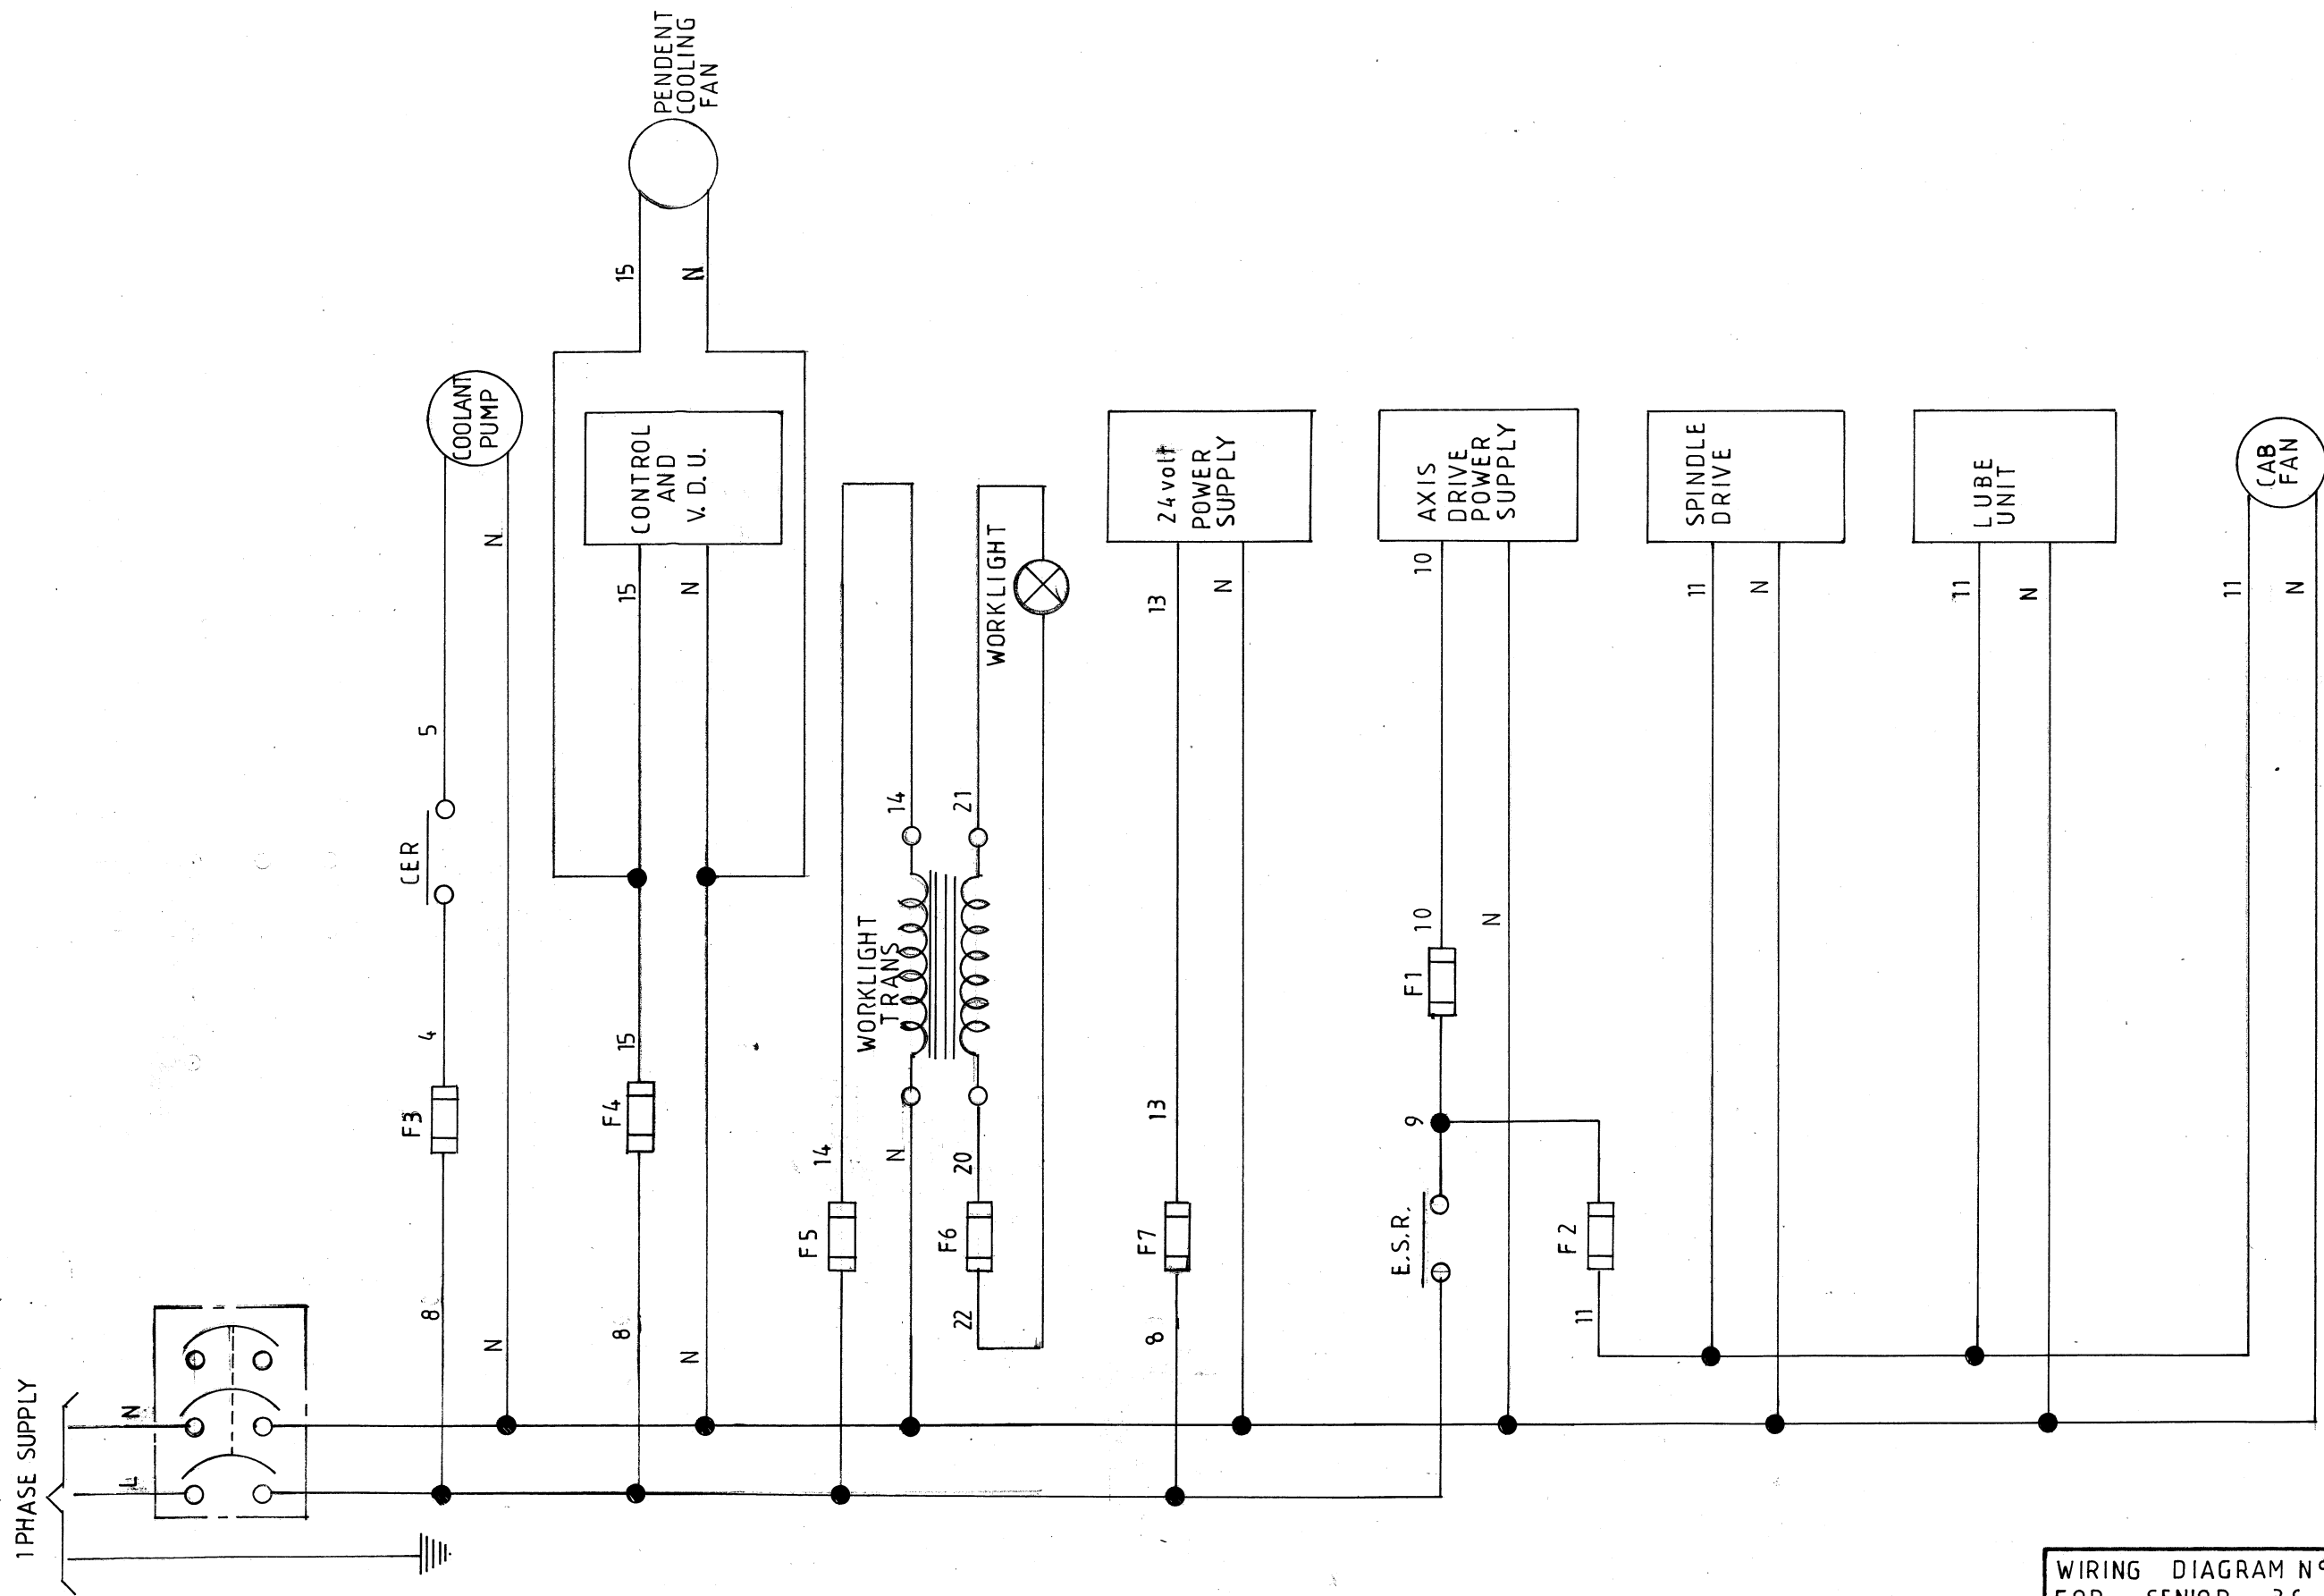 1 PHASE SUPPLY
L
N
8
F3
4
CER
5
N
N
COOLANT
PUMP
8
F4
15
15
N
N
CONTROL
AND
V. D. U.
15
N
PENDENT
COOLING
FAN
F5
14
WORKLIGHT
TRANS
14
N
20
F6
22
21
WORKLIGHT
8
F7
13
13
N
24volt
POWER
SUPPLY
E.S.R.
9
F1
10
10
N
AXIS
DRIVE
POWER
SUPPLY
F2
11
11
N
SPINDLE
DRIVE
11
N
LUBE
UNIT
11
N
CAB
FAN
WIRING DIAGRAM